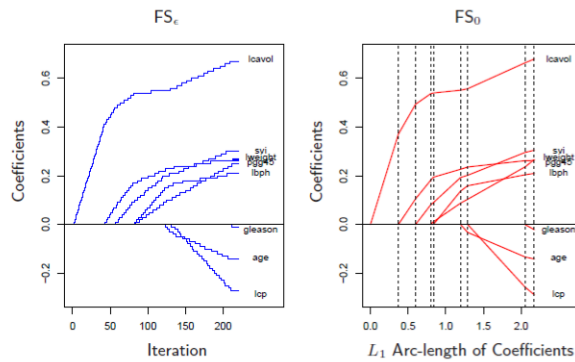 FSϵ
FS0
Coefficients
0.6
0.4
0.2
0.0
−0.2
lcavol
svi
lweight
pgg45
lbph
gleason
age
lcp
0 50 100 150 200
Iteration
Coefficients
0.6
0.4
0.2
0.0
−0.2
lcavol
svi
lweight
pgg45
lbph
gleason
age
lcp
0.0 0.5 1.0 1.5 2.0
L1 Arc-length of Coefficients